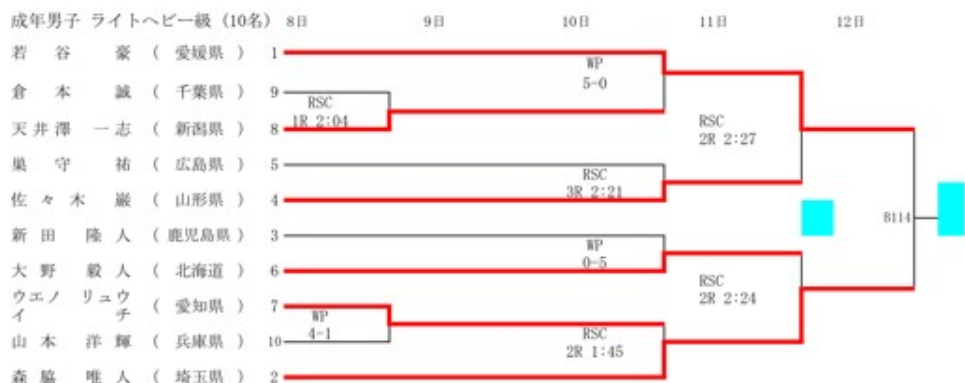 成年男子 ライトヘビー級 (10名) 8日 9日 10日 11日 12日
若 谷 豪 ( 愛媛県 ) 1
WP
5-0
倉 本 誠 ( 千葉県 ) 9
RSC
1R 2:04
天井澤 一志 ( 新潟県 ) 8
RSC
2R 2:27
巣 守 祐 ( 広島県 ) 5
RSC
3R 2:21
佐々木 巌 ( 山形県 ) 4
B114
新田 隆人 ( 鹿児島県 ) 3
WP
0-5
大野 毅人 ( 北海道 ) 6
RSC
2R 2:24
ウエノ リュウ
イ チ ( 愛知県 ) 7
WP
4-1
山本 洋輝 ( 兵庫県 ) 10
RSC
2R 1:45
森脇 唯人 ( 埼玉県 ) 2